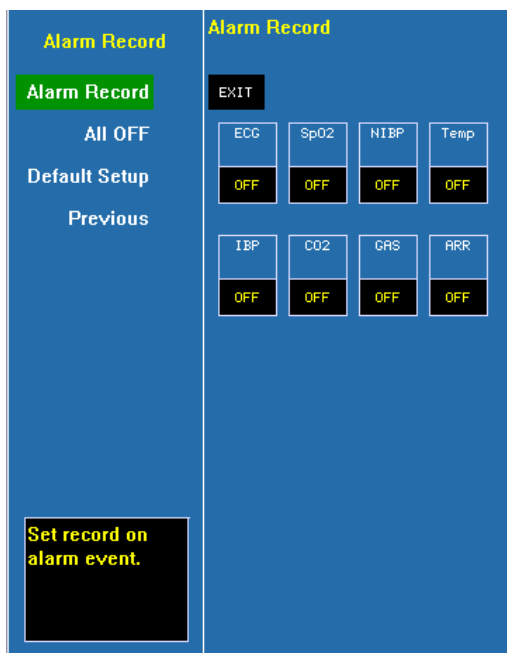 Alarm Record
Alarm Record
All OFF
Default Setup
Previous
Set record on
alarm event.
Alarm Record
EXIT
ECG SpO2 NIBP Temp
OFF OFF OFF OFF
IBP CO2 GAS ARR
OFF OFF OFF OFF